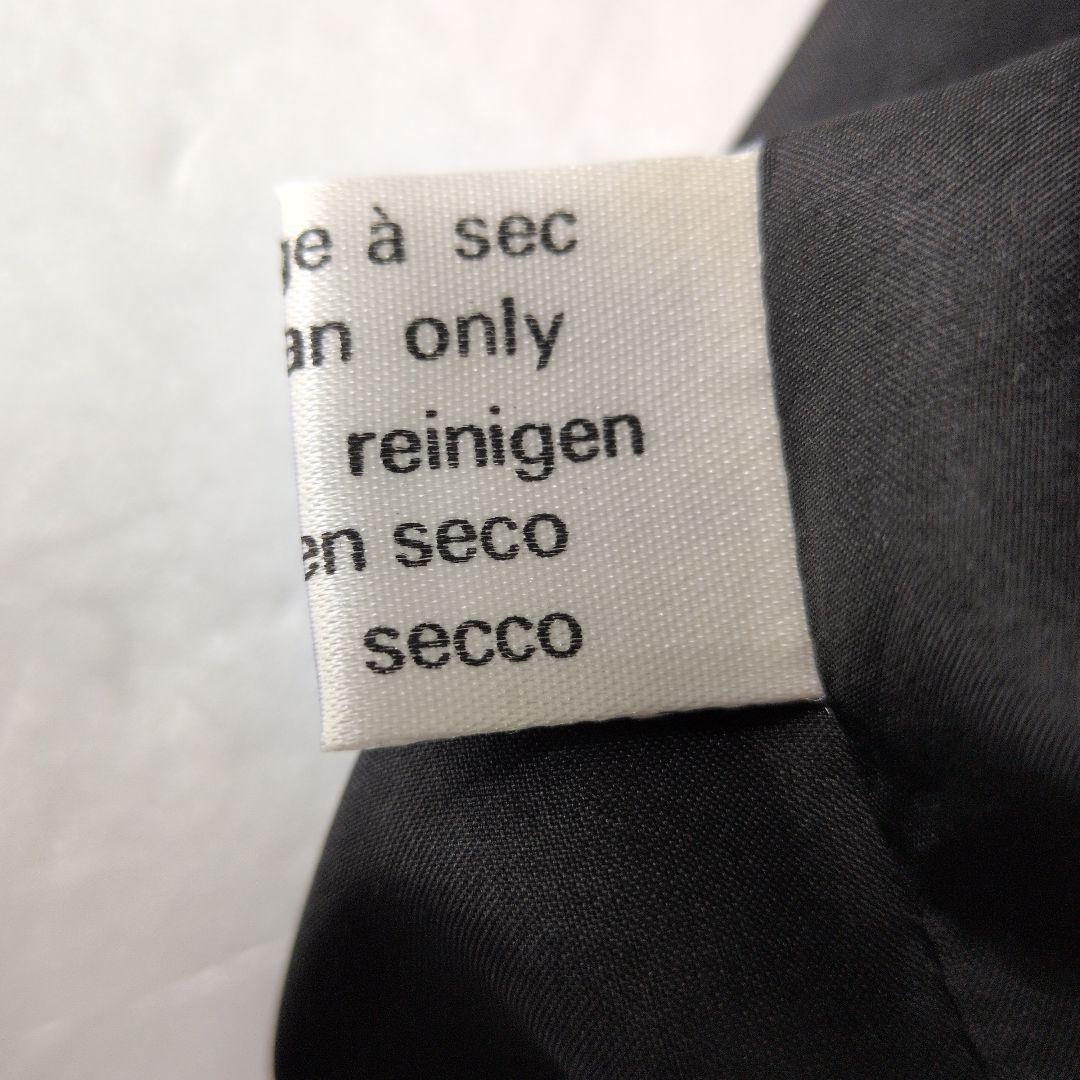 ge à sec
an only
reinigen
en seco
secco